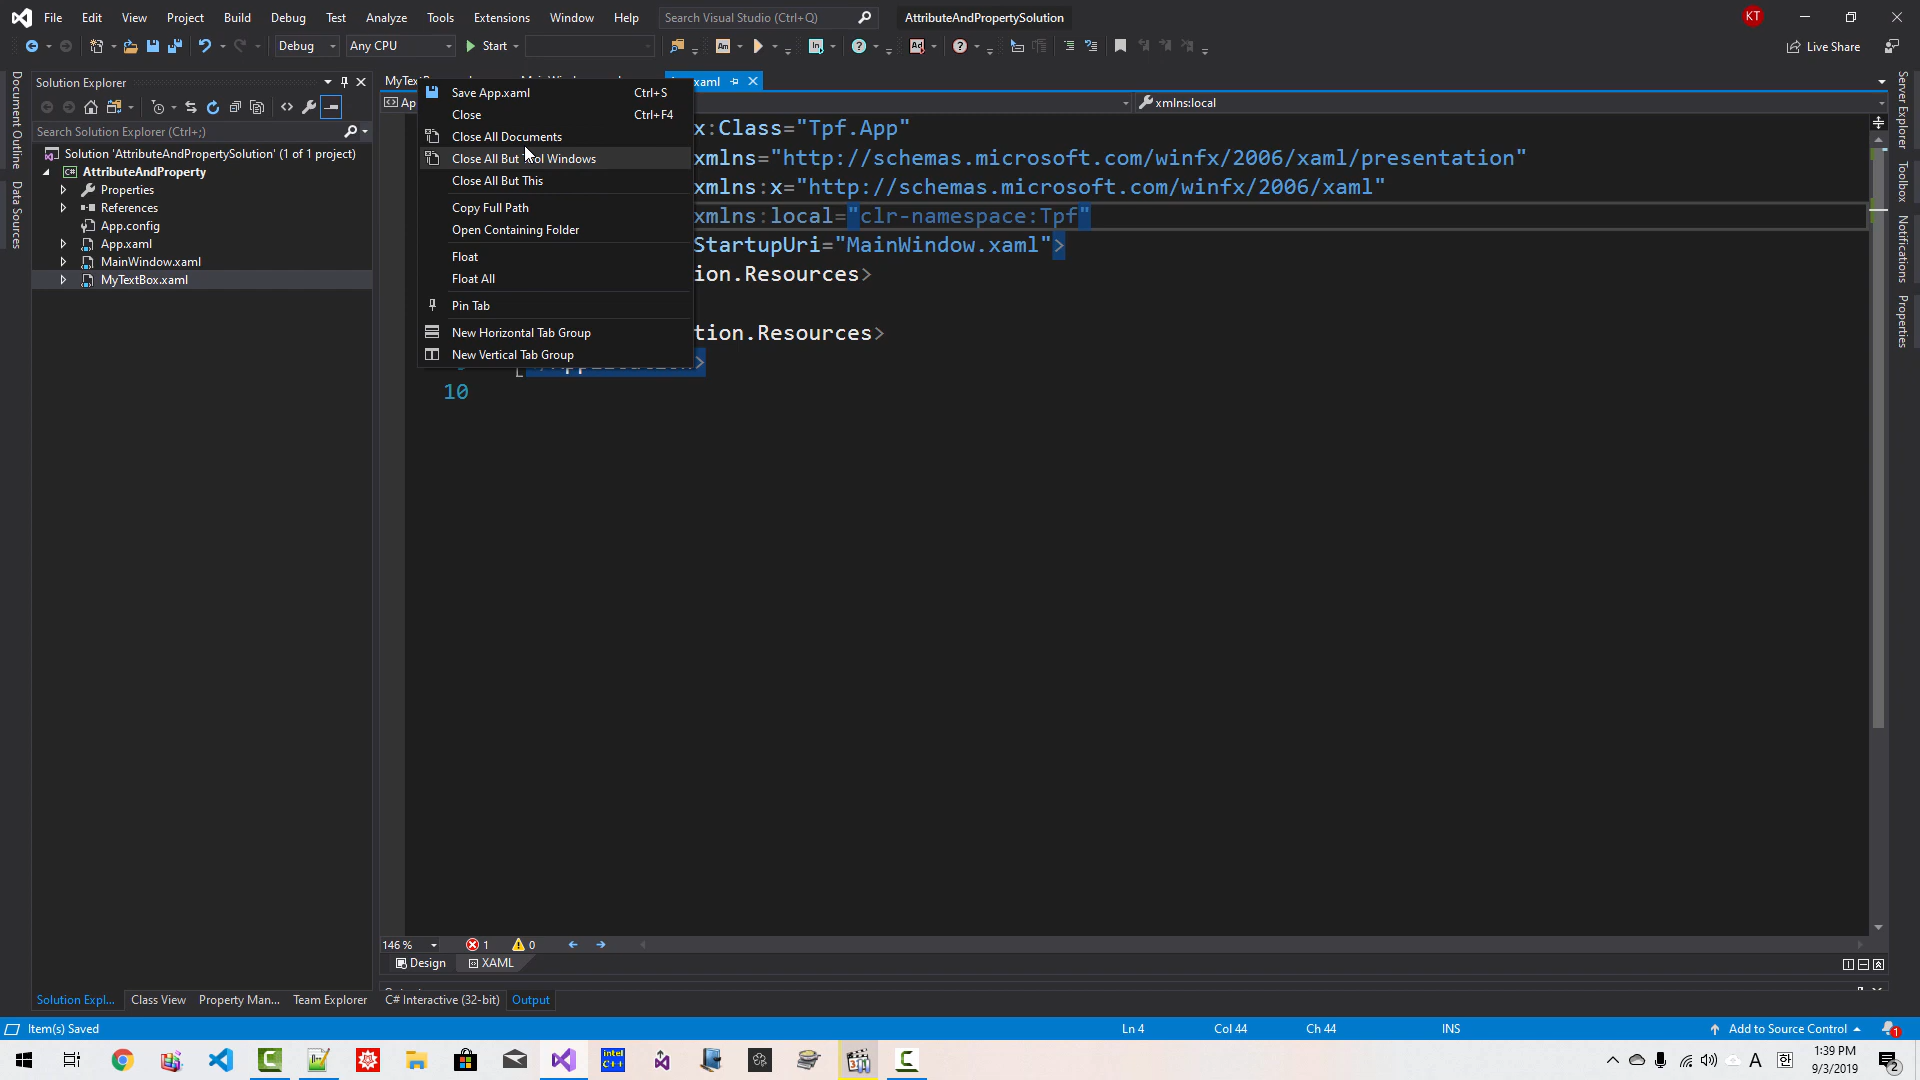 File Edit View Project Build Debug Test Analyze Tools Extensions Window Help Search Visual Studio (Ctrl+Q) AttributeAndPropertySolution KT
Debug Any CPU Start Live Share
Document Outline
Data Sources
Solution Explorer
Search Solution Explorer (Ctrl+;)
Solution 'AttributeAndPropertySolution' (1 of 1 project)
AttributeAndProperty
Properties
References
App.config
App.xaml
MainWindow.xaml
MyTextBox.xaml
Save App.xaml Ctrl+S
Close Ctrl+F4
Close All Documents
Close All But Tool Windows
Close All But This
Copy Full Path
Open Containing Folder
Float
Float All
Pin Tab
New Horizontal Tab Group
New Vertical Tab Group
xmlns:local
x:Class="Tpf.App"
xmlns="http://schemas.microsoft.com/winfx/2006/xaml/presentation"
xmlns:x="http://schemas.microsoft.com/winfx/2006/xaml"
xmlns:local="clr-namespace:Tpf"
StartupUri="MainWindow.xaml">
ion.Resources>
tion.Resources>
10
Server Explorer
Toolbox
Notifications
Properties
146 % 1 0
Design XAML
Solution Expl... Class View Property Man... Team Explorer C# Interactive (32-bit) Output
Item(s) Saved Ln 4 Col 44 Ch 44 INS Add to Source Control 1
intel C++ A 한 1:39 PM
9/3/2019 2